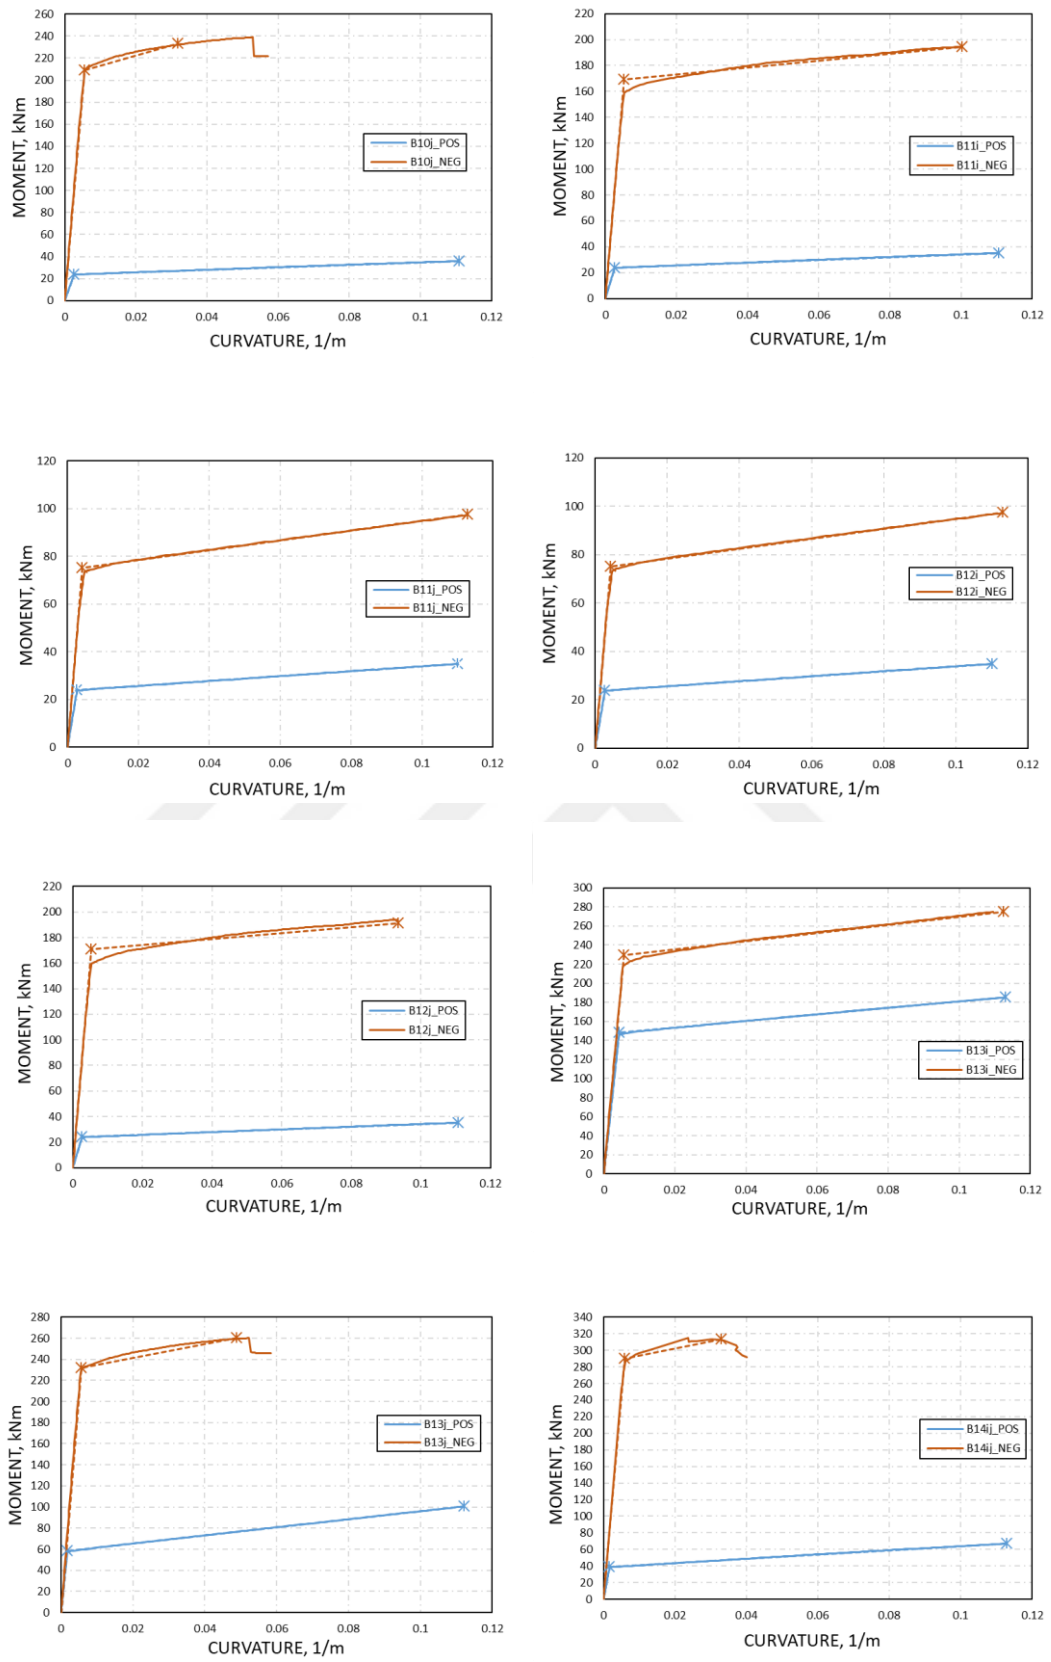 260
240
220
200
180
160
140
120
100
80
60
40
20
0
MOMENT, kNm
B10j_POS
B10j_NEG
0 0.02 0.04 0.06 0.08 0.1 0.12
CURVATURE, 1/m
220
200
180
160
140
120
100
80
60
40
20
0
MOMENT, kNm
B11i_POS
B11i_NEG
0 0.02 0.04 0.06 0.08 0.1 0.12
CURVATURE, 1/m
120
100
80
60
40
20
0
MOMENT, kNm
B11j_POS
B11j_NEG
0 0.02 0.04 0.06 0.08 0.1 0.12
CURVATURE, 1/m
120
100
80
60
40
20
0
MOMENT, kNm
B12i_POS
B12i_NEG
0 0.02 0.04 0.06 0.08 0.1 0.12
CURVATURE, 1/m
220
200
180
160
140
120
100
80
60
40
20
0
MOMENT, kNm
B12j_POS
B12j_NEG
0 0.02 0.04 0.06 0.08 0.1 0.12
CURVATURE, 1/m
300
280
260
240
220
200
180
160
140
120
100
80
60
40
20
0
MOMENT, kNm
B13i_POS
B13i_NEG
0 0.02 0.04 0.06 0.08 0.1 0.12
CURVATURE, 1/m
280
260
240
220
200
180
160
140
120
100
80
60
40
20
0
MOMENT, kNm
B13j_POS
B13j_NEG
0 0.02 0.04 0.06 0.08 0.1 0.12
CURVATURE, 1/m
340
320
300
280
260
240
220
200
180
160
140
120
100
80
60
40
20
0
MOMENT, kNm
B14ij_POS
B14ij_NEG
0 0.02 0.04 0.06 0.08 0.1 0.12
CURVATURE, 1/m